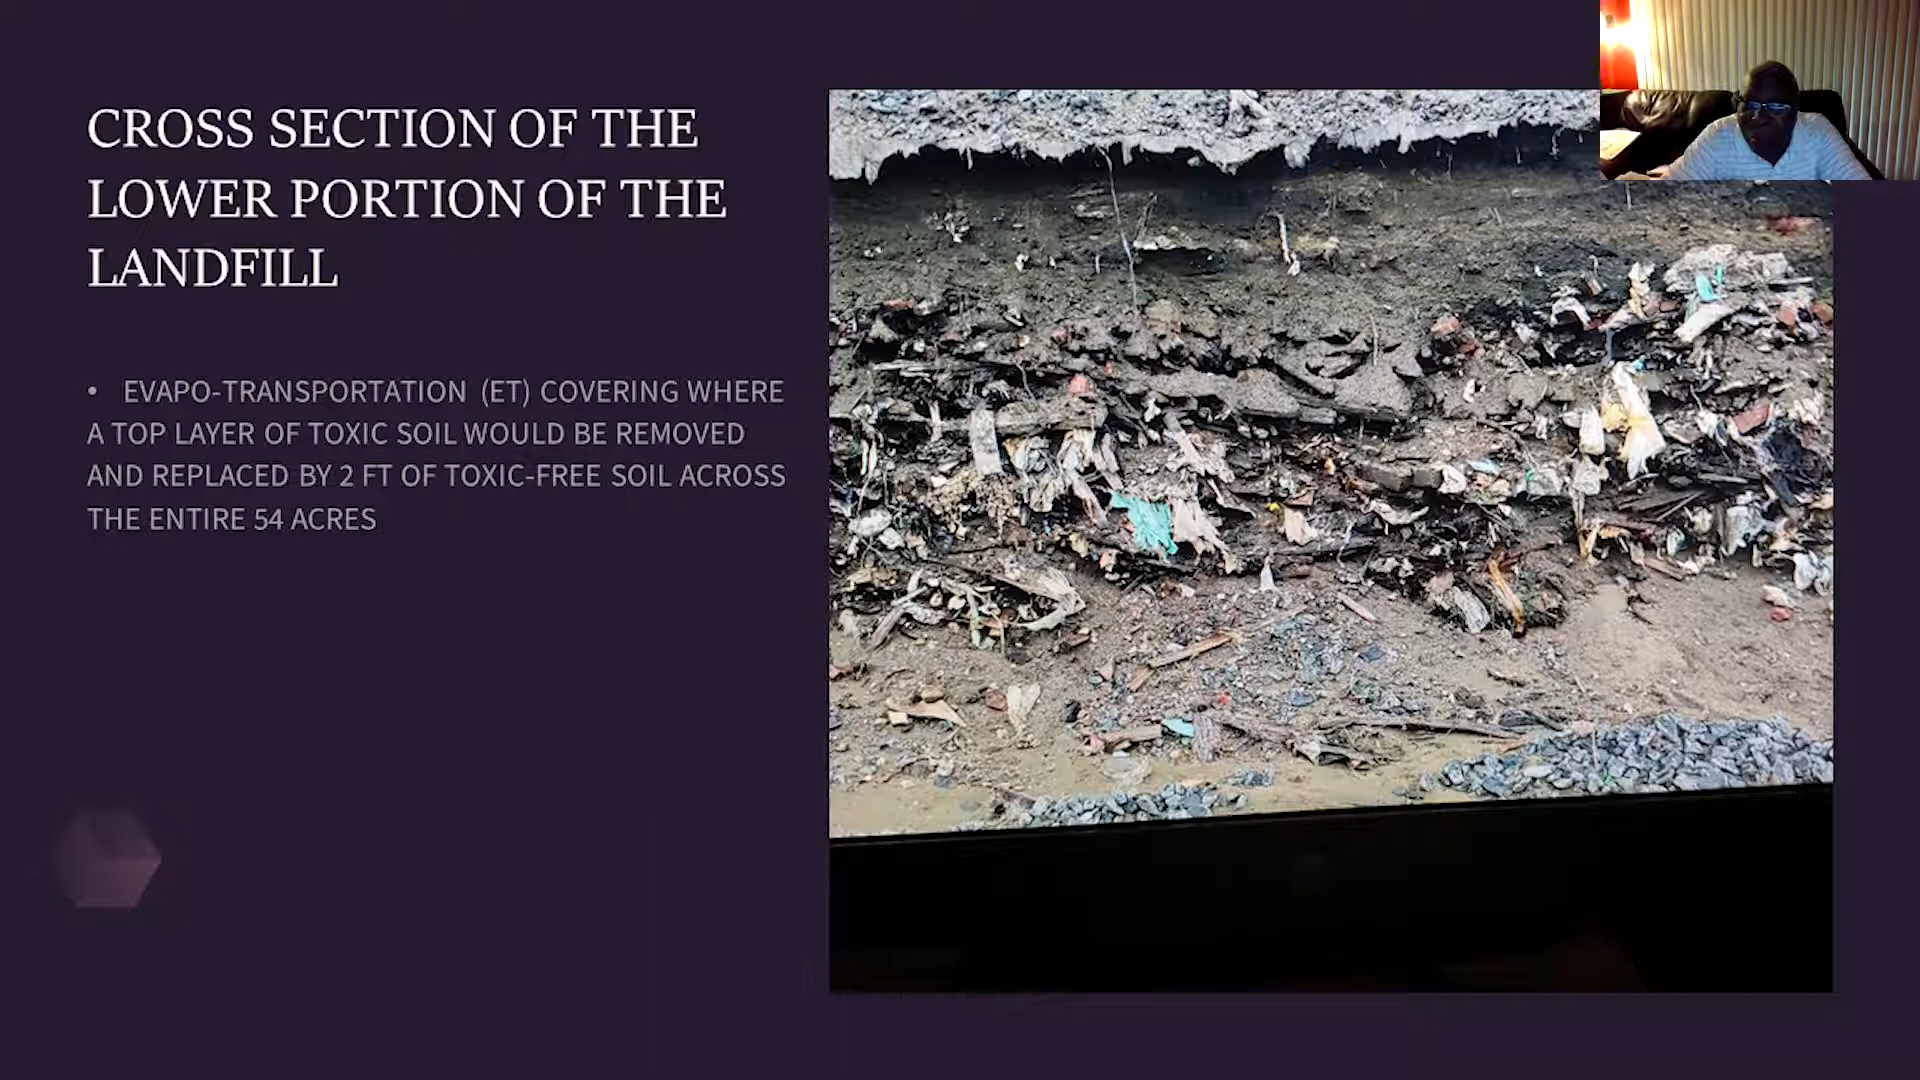 CROSS SECTION OF THE
LOWER PORTION OF THE
LANDFILL
• EVAPO-TRANSPORTATION (ET) COVERING WHERE
A TOP LAYER OF TOXIC SOIL WOULD BE REMOVED
AND REPLACED BY 2 FT OF TOXIC-FREE SOIL ACROSS
THE ENTIRE 54 ACRES